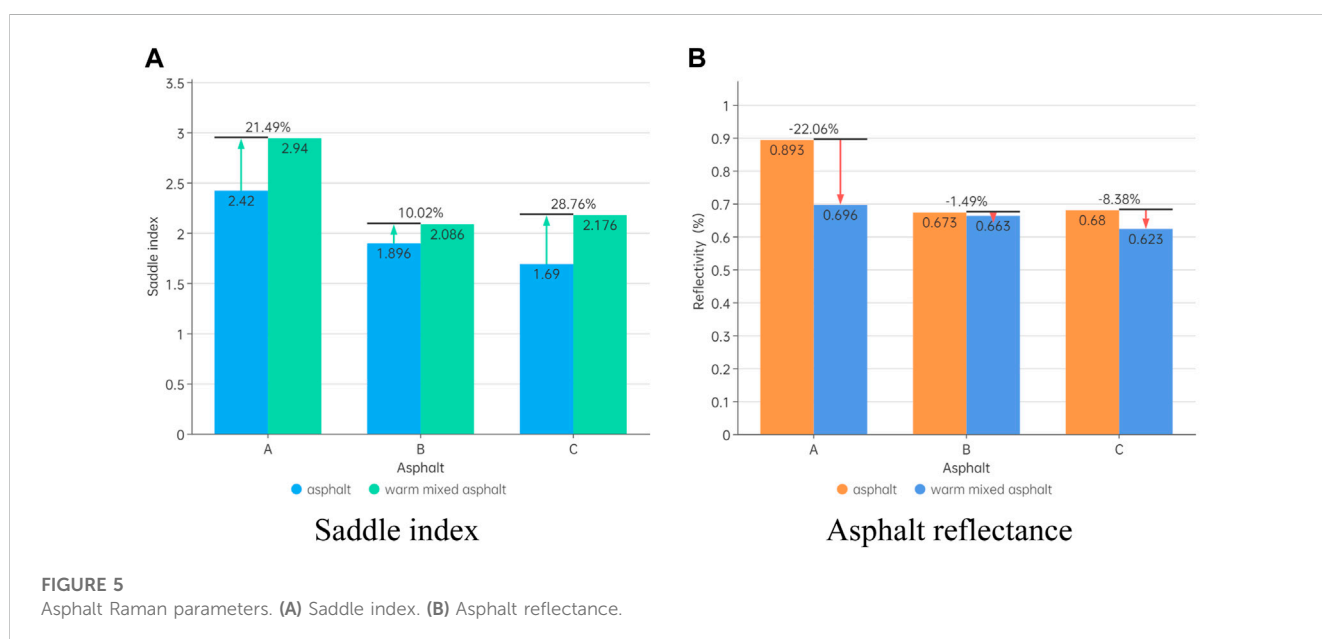 A
3.5
3
2.5
2
1.5
1
0.5
0
Saddle index
21.49%
2.42
2.94
10.02%
1.896
2.086
28.76%
1.69
2.176
A B C
Asphalt
asphalt warm mixed asphalt
Saddle index
B
1
0.9
0.8
0.7
0.6
0.5
0.4
0.3
0.2
0.1
0
Reflectivity (%)
-22.06%
0.893
0.696
-1.49%
0.673
0.663
-8.38%
0.68
0.623
A B C
Asphalt
asphalt warm mixed asphalt
Asphalt reflectance
FIGURE 5
Asphalt Raman parameters. (A) Saddle index. (B) Asphalt reflectance.